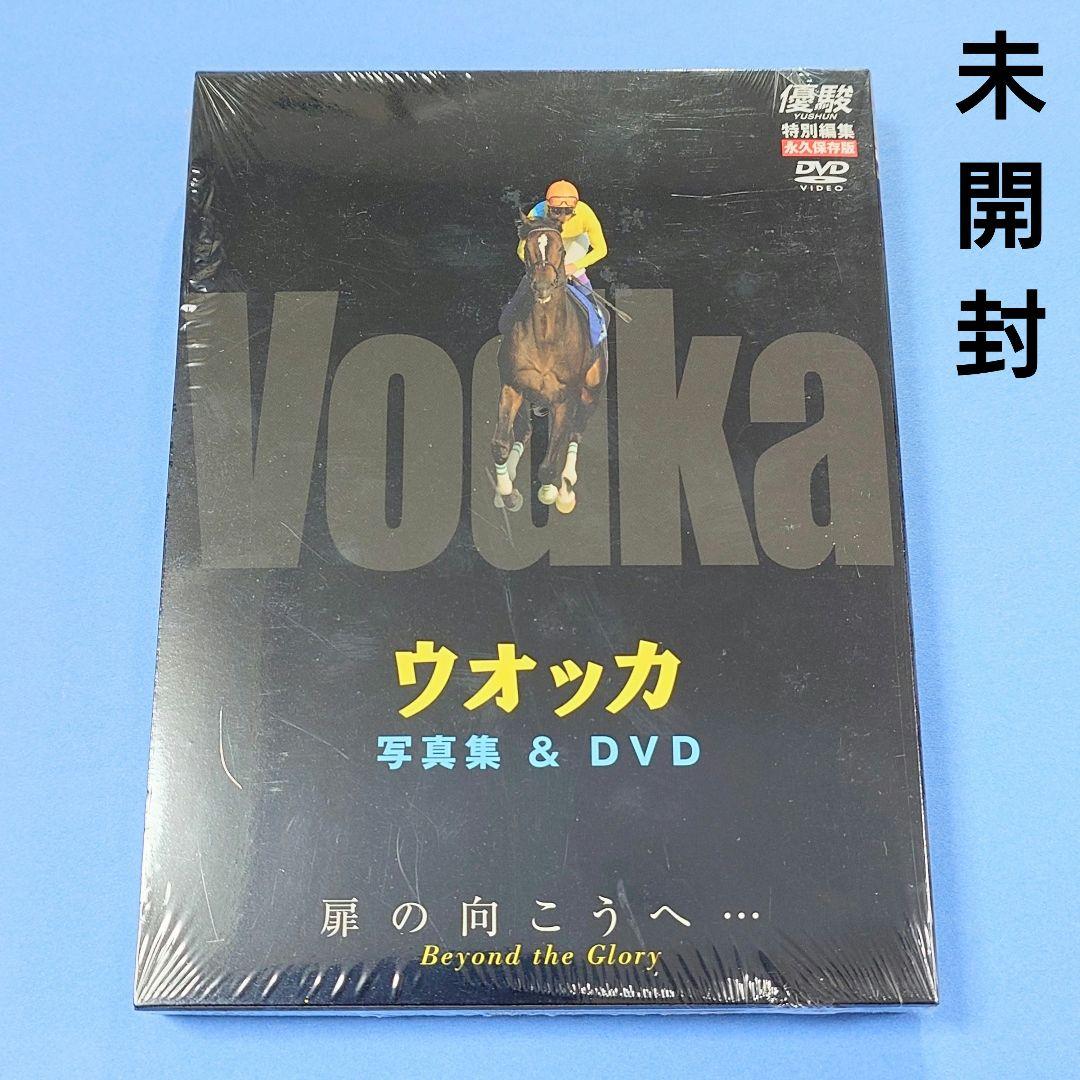 未開封
優駿
YUSHUN
特別編集
永久保存版
DVD
VIDEO
Vodka
ウオッカ
写真集 & DVD
扉の向こうへ…
Beyond the Glory